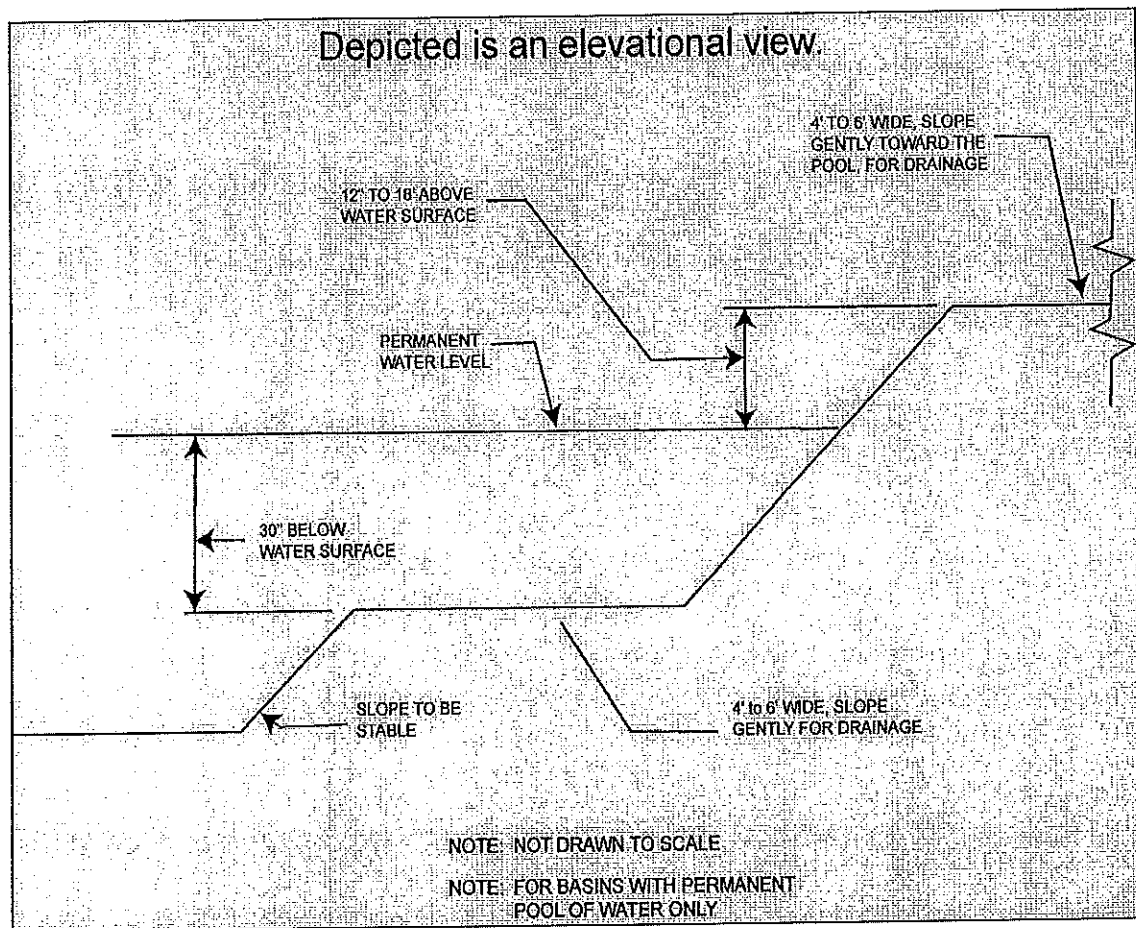 Depicted is an elevational view.
4' TO 6' WIDE, SLOPE
GENTLY TOWARD THE
POOL, FOR DRAINAGE
12" TO 18" ABOVE
WATER SURFACE
PERMANENT
WATER LEVEL
30" BELOW
WATER SURFACE
SLOPE TO BE
STABLE
4' to 6' WIDE, SLOPE
GENTLY FOR DRAINAGE
NOTE: NOT DRAWN TO SCALE
NOTE: FOR BASINS WITH PERMANENT
POOL OF WATER ONLY